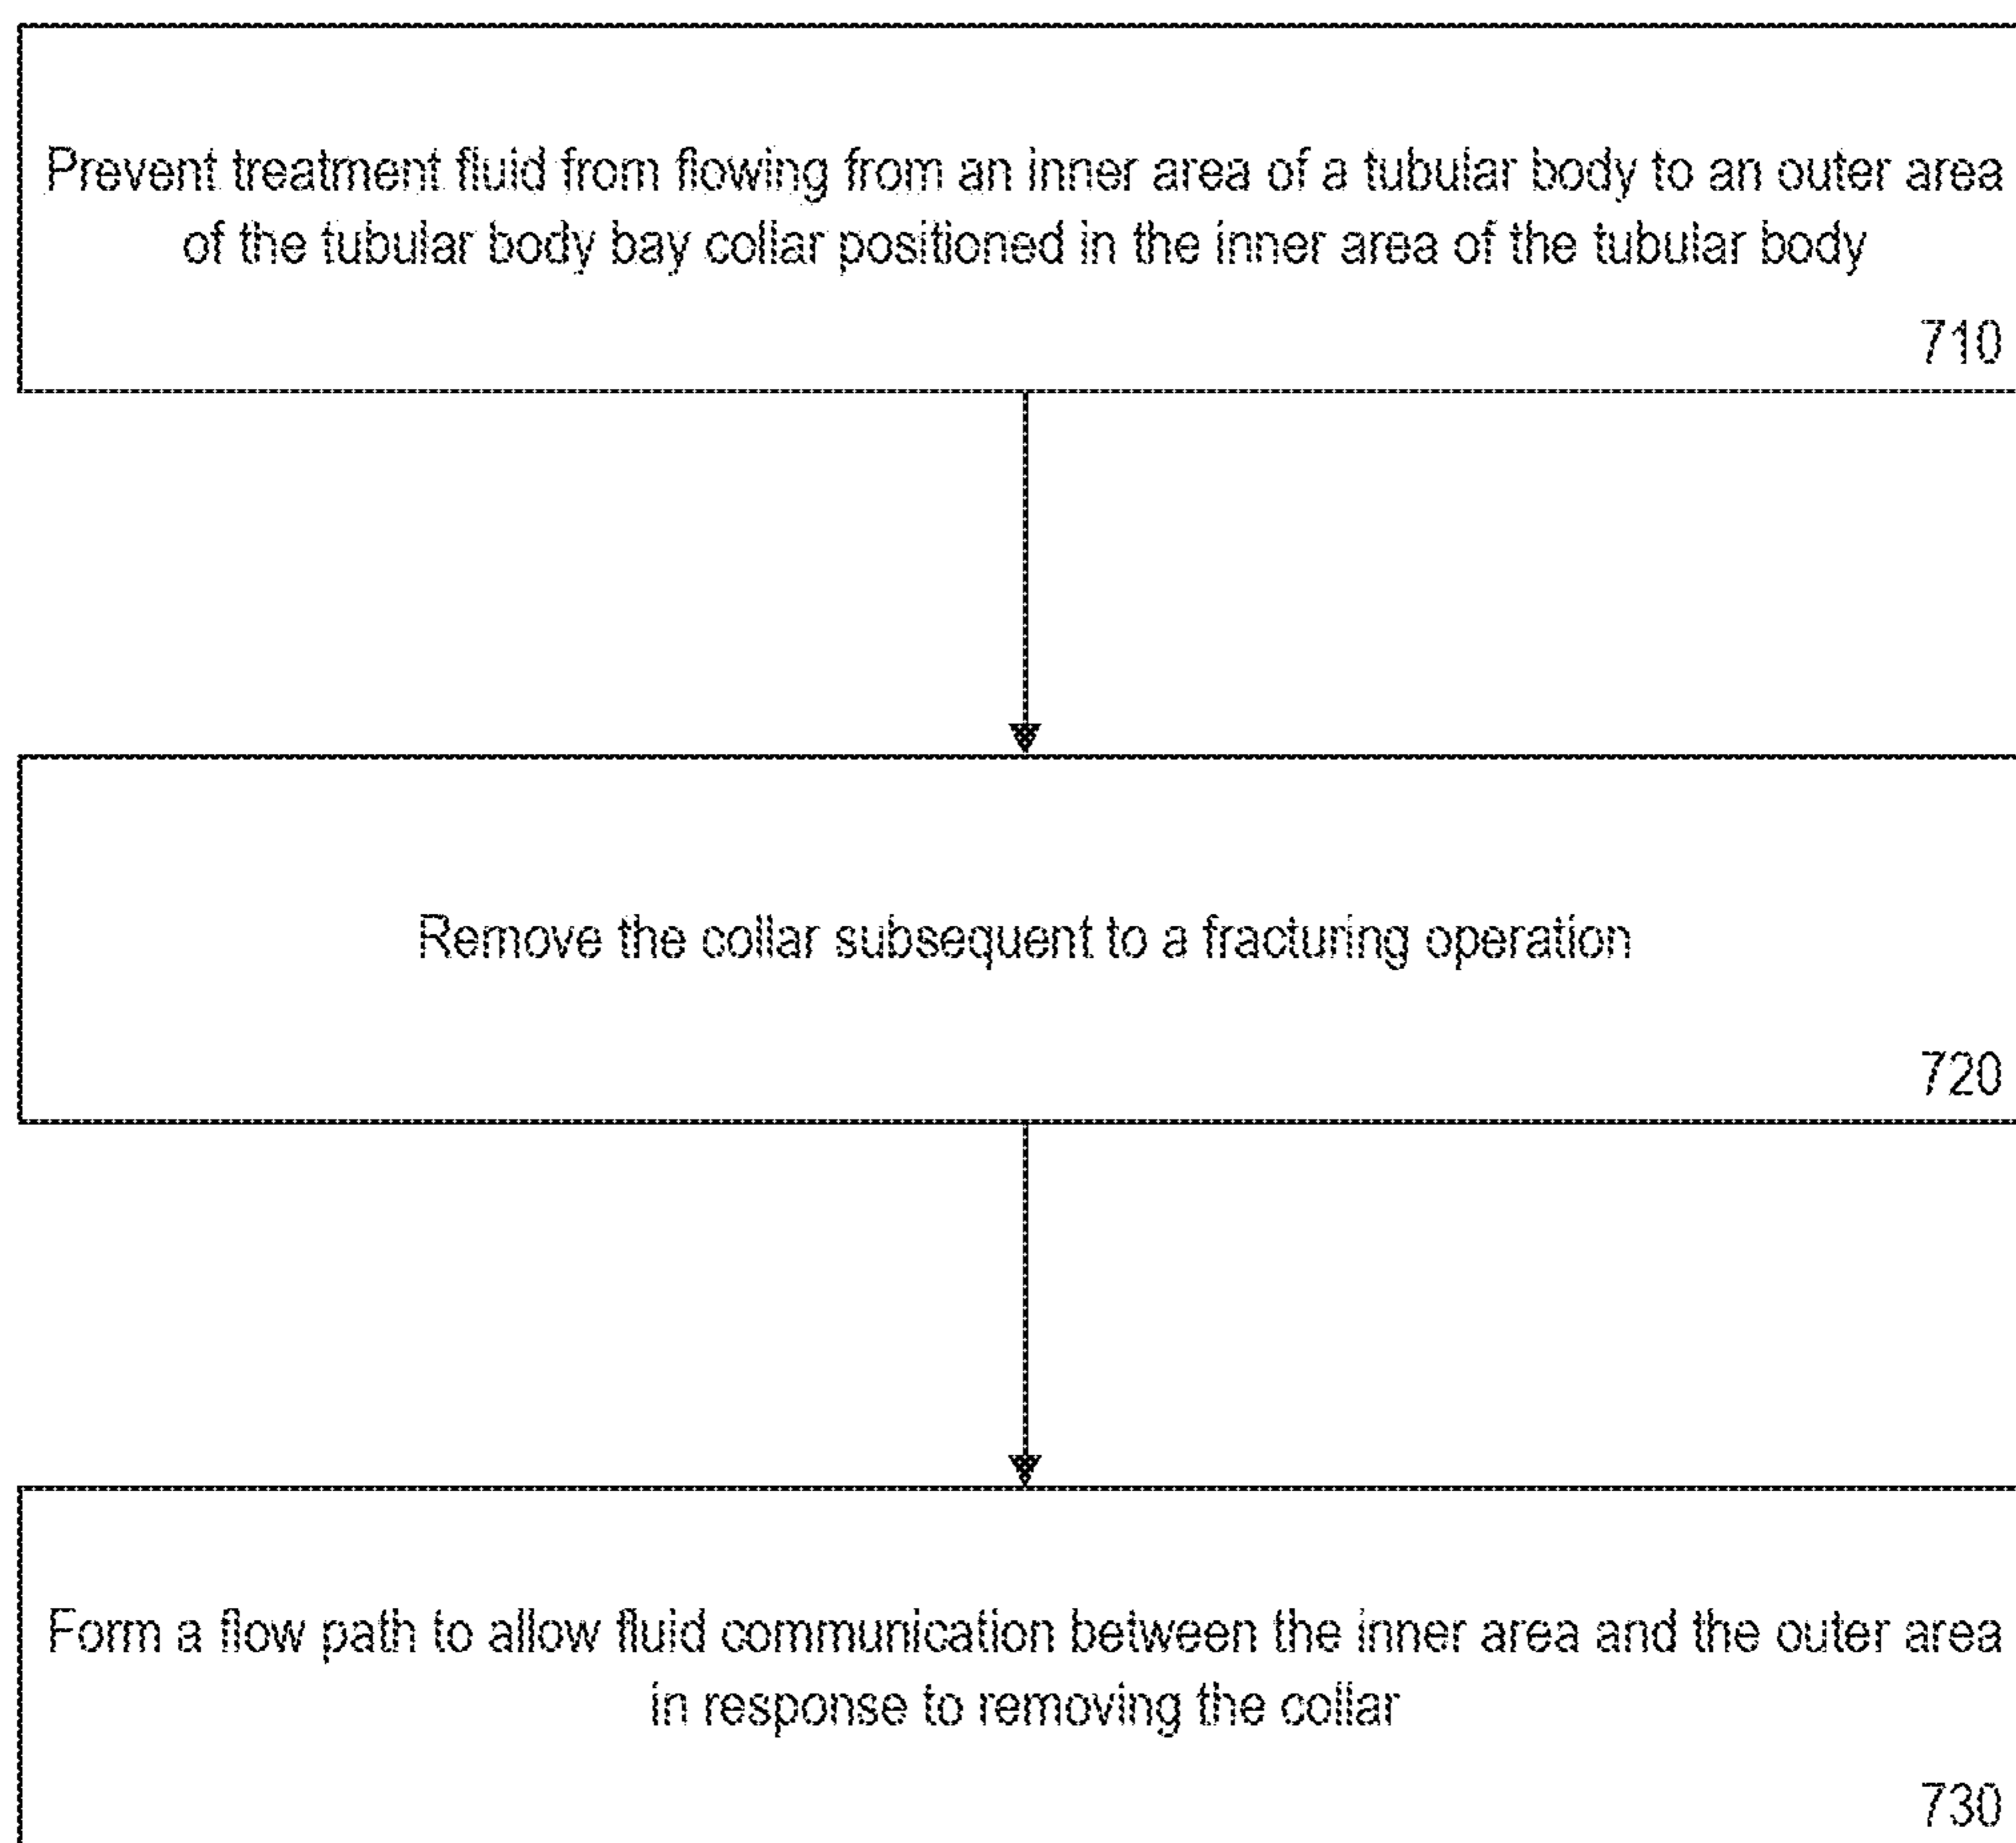 Prevent treatment fluid from flowing from an inner area of a tubular body to an outer area
of the tubular body bay collar positioned in the inner area of the tubular body
710
Remove the collar subsequent to a fracturing operation
720
Form a flow path to allow fluid communication between the inner area and the outer area
in response to removing the collar
730